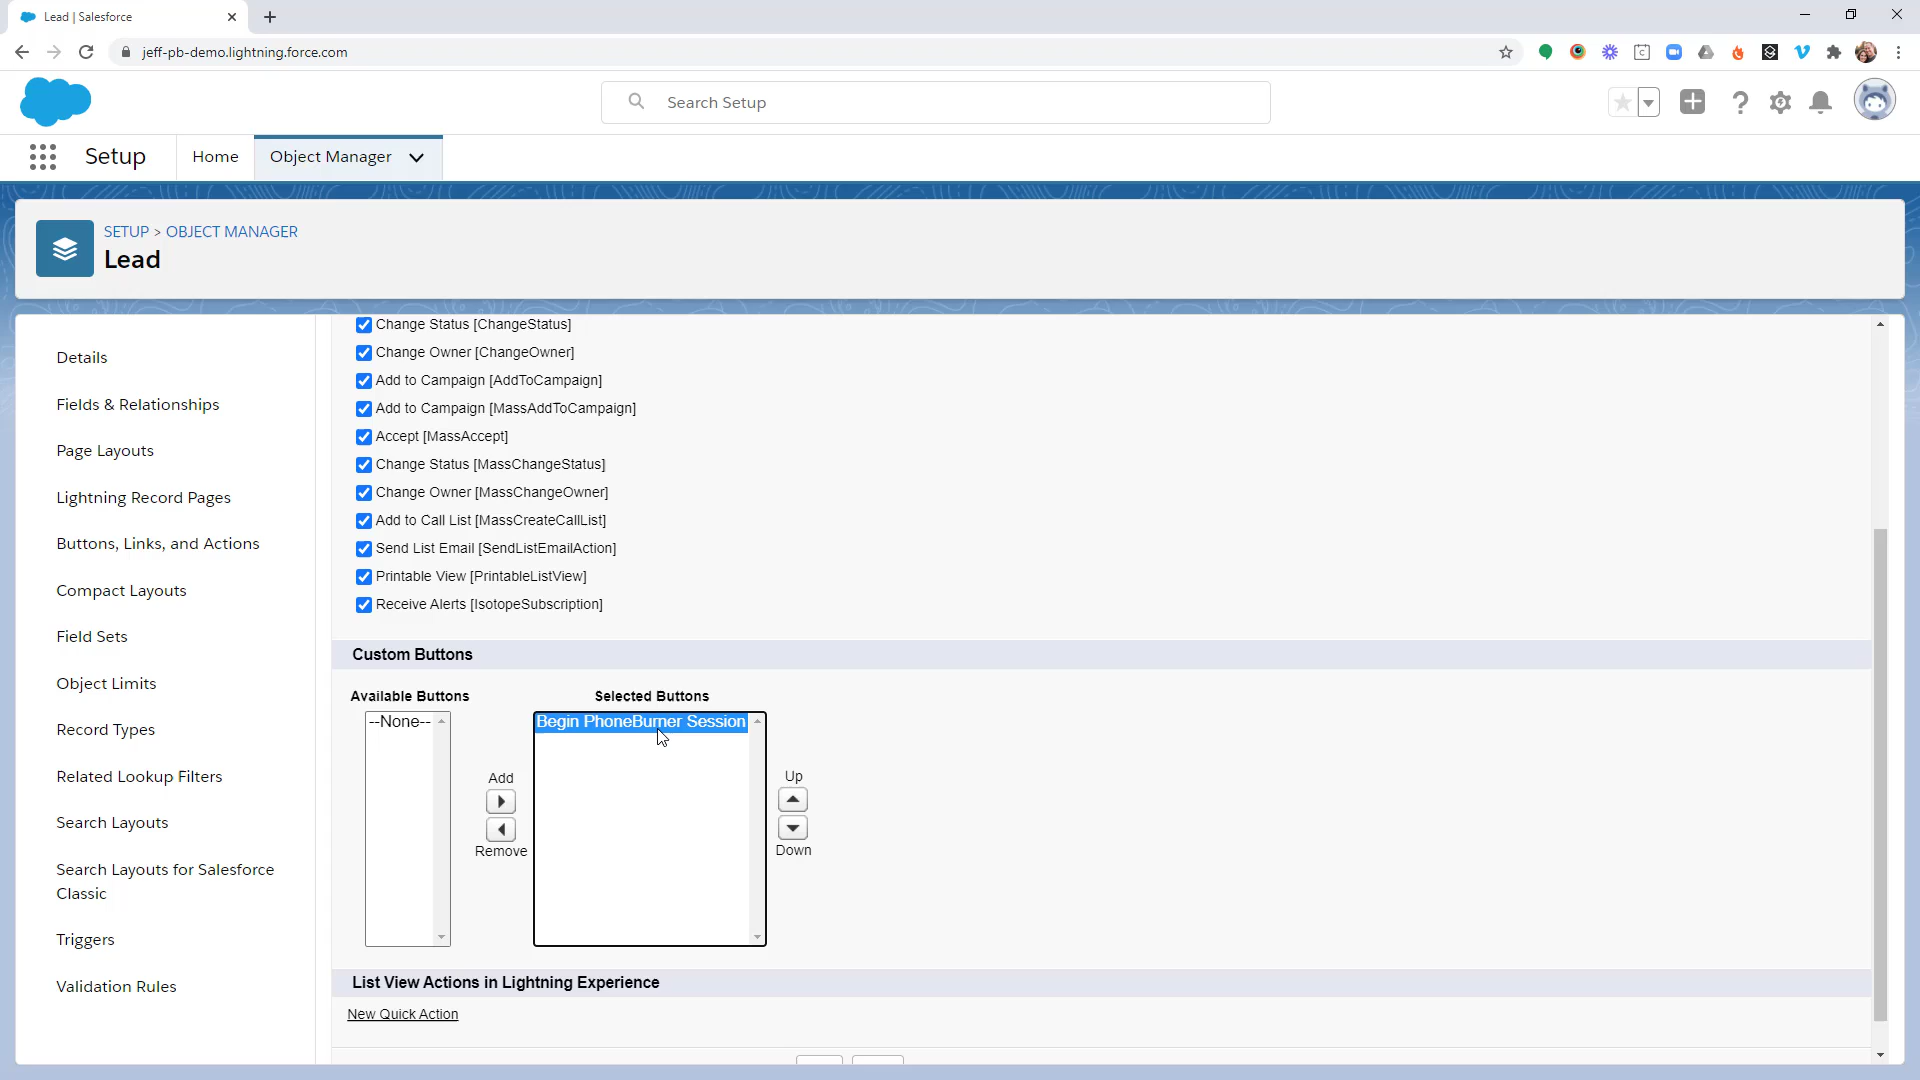 Lead | Salesforce
jeff-pb-demo.lightning.force.com
Search Setup
Setup
Home
Object Manager
SETUP > OBJECT MANAGER
Lead
Details
Fields & Relationships
Page Layouts
Lightning Record Pages
Buttons, Links, and Actions
Compact Layouts
Field Sets
Object Limits
Record Types
Related Lookup Filters
Search Layouts
Search Layouts for Salesforce
Classic
Triggers
Validation Rules
Change Status [ChangeStatus]
Change Owner [ChangeOwner]
Add to Campaign [AddToCampaign]
Add to Campaign [MassAddToCampaign]
Accept [MassAccept]
Change Status [MassChangeStatus]
Change Owner [MassChangeOwner]
Add to Call List [MassCreateCallList]
Send List Email [SendListEmailAction]
Printable View [PrintableListView]
Receive Alerts [IsotopeSubscription]
Custom Buttons
Available Buttons
Selected Buttons
--None--
Begin PhoneBurner Session
Add
Remove
Up
Down
List View Actions in Lightning Experience
New Quick Action